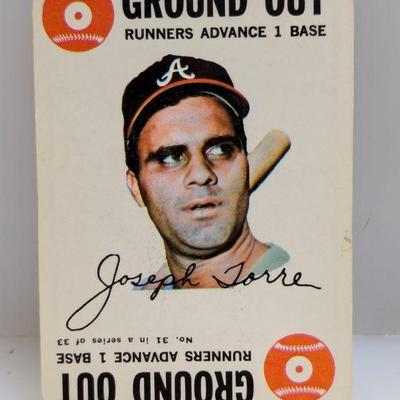 GROUND OUT
RUNNERS ADVANCE 1 BASE
A
Joseph Torre
No. 31 in a series of 33
RUNNERS ADVANCE 1 BASE
GROUND OUT